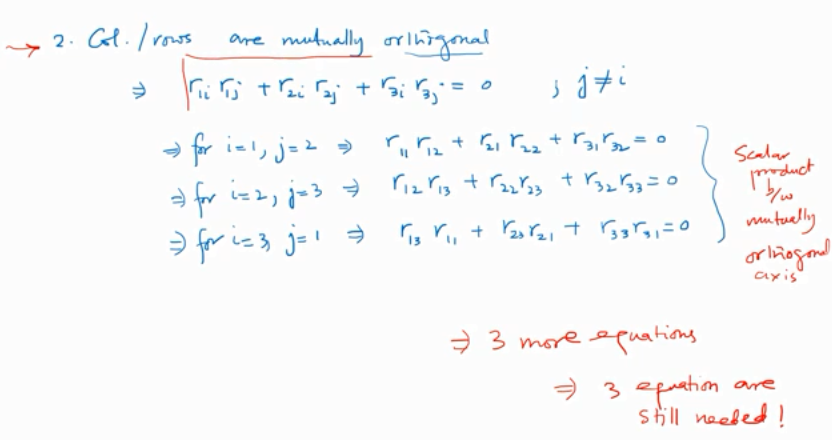 → 2. Col. / rows are mutually orthogonal
⇒ r₁ᵢ r₁ⱼ + r₂ᵢ r₂ⱼ + r₃ᵢ r₃ⱼ = 0 ; j ≠ i
⇒ for i=1, j=2 ⇒ r₁₁ r₁₂ + r₂₁ r₂₂ + r₃₁ r₃₂ = 0
⇒ for i=2, j=3 ⇒ r₁₂ r₁₃ + r₂₂ r₂₃ + r₃₂ r₃₃ = 0
⇒ for i=3, j=1 ⇒ r₁₃ r₁₁ + r₂₃ r₂₁ + r₃₃ r₃₁ = 0
Scalar
product
b/w
mutually
orthogonal
axis
⇒ 3 more equations
⇒ 3 equation are
still needed!